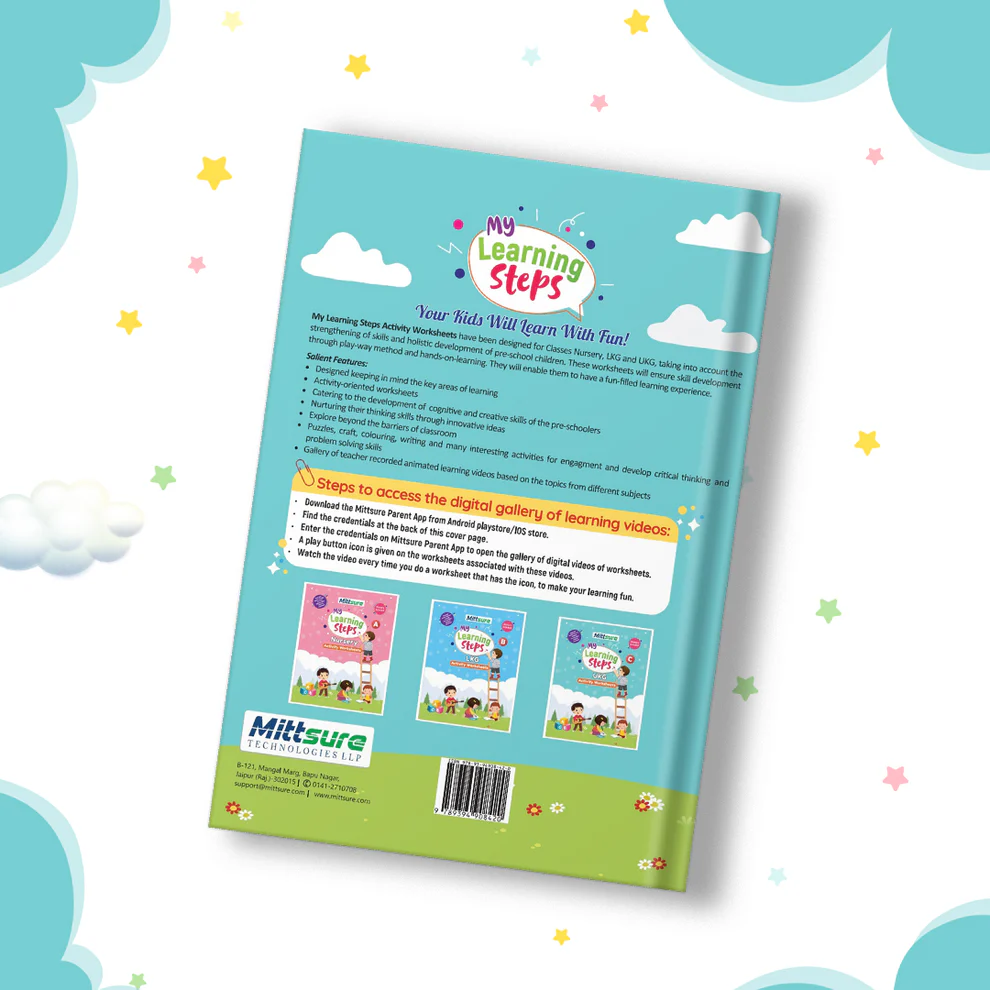 My
Learning
Steps
Your Kids Will Learn With Fun!
My Learning Steps Activity Worksheets have been designed for Classes Nursery, LKG and UKG, taking into account the
strengthening of skills and holistic development of pre-school children. These worksheets will ensure skill development
through play-way method and hands-on-learning. They will enable them to have a fun-filled learning experience.
Salient Features:
• Designed keeping in mind the key areas of learning
• Activity-oriented worksheets
• Catering to the development of cognitive and creative skills of the pre-schoolers
• Nurturing their thinking skills through innovative ideas
• Explore beyond the barriers of classroom
• Puzzles, craft, colouring, writing and many interesting activities for engagment and develop critical thinking and
problem solving skills
• Gallery of teacher recorded animated learning videos based on the topics from different subjects
Steps to access the digital gallery of learning videos:
• Download the Mittsure Parent App from Android playstore/IOS store.
• Find the credentials at the back of this cover page.
• Enter the credentials on Mittsure Parent App to open the gallery of digital videos of worksheets.
• A play button icon is given on the worksheets associated with these videos.
• Watch the video every time you do a worksheet that has the icon, to make your learning fun.
Mittsure
My
Learning
Steps
A
Nursery
Activity Worksheets
Mittsure
My
Learning
Steps
B
LKG
Activity Worksheets
Mittsure
My
Learning
Steps
C
UKG
Activity Worksheets
Mittsure
TECHNOLOGIES LLP
B-121, Mangal Marg, Bapu Nagar,
Jaipur (Raj.)-302015 | 0141-2710708
support@mittsure.com | www.mittsure.com
9 789394 908420